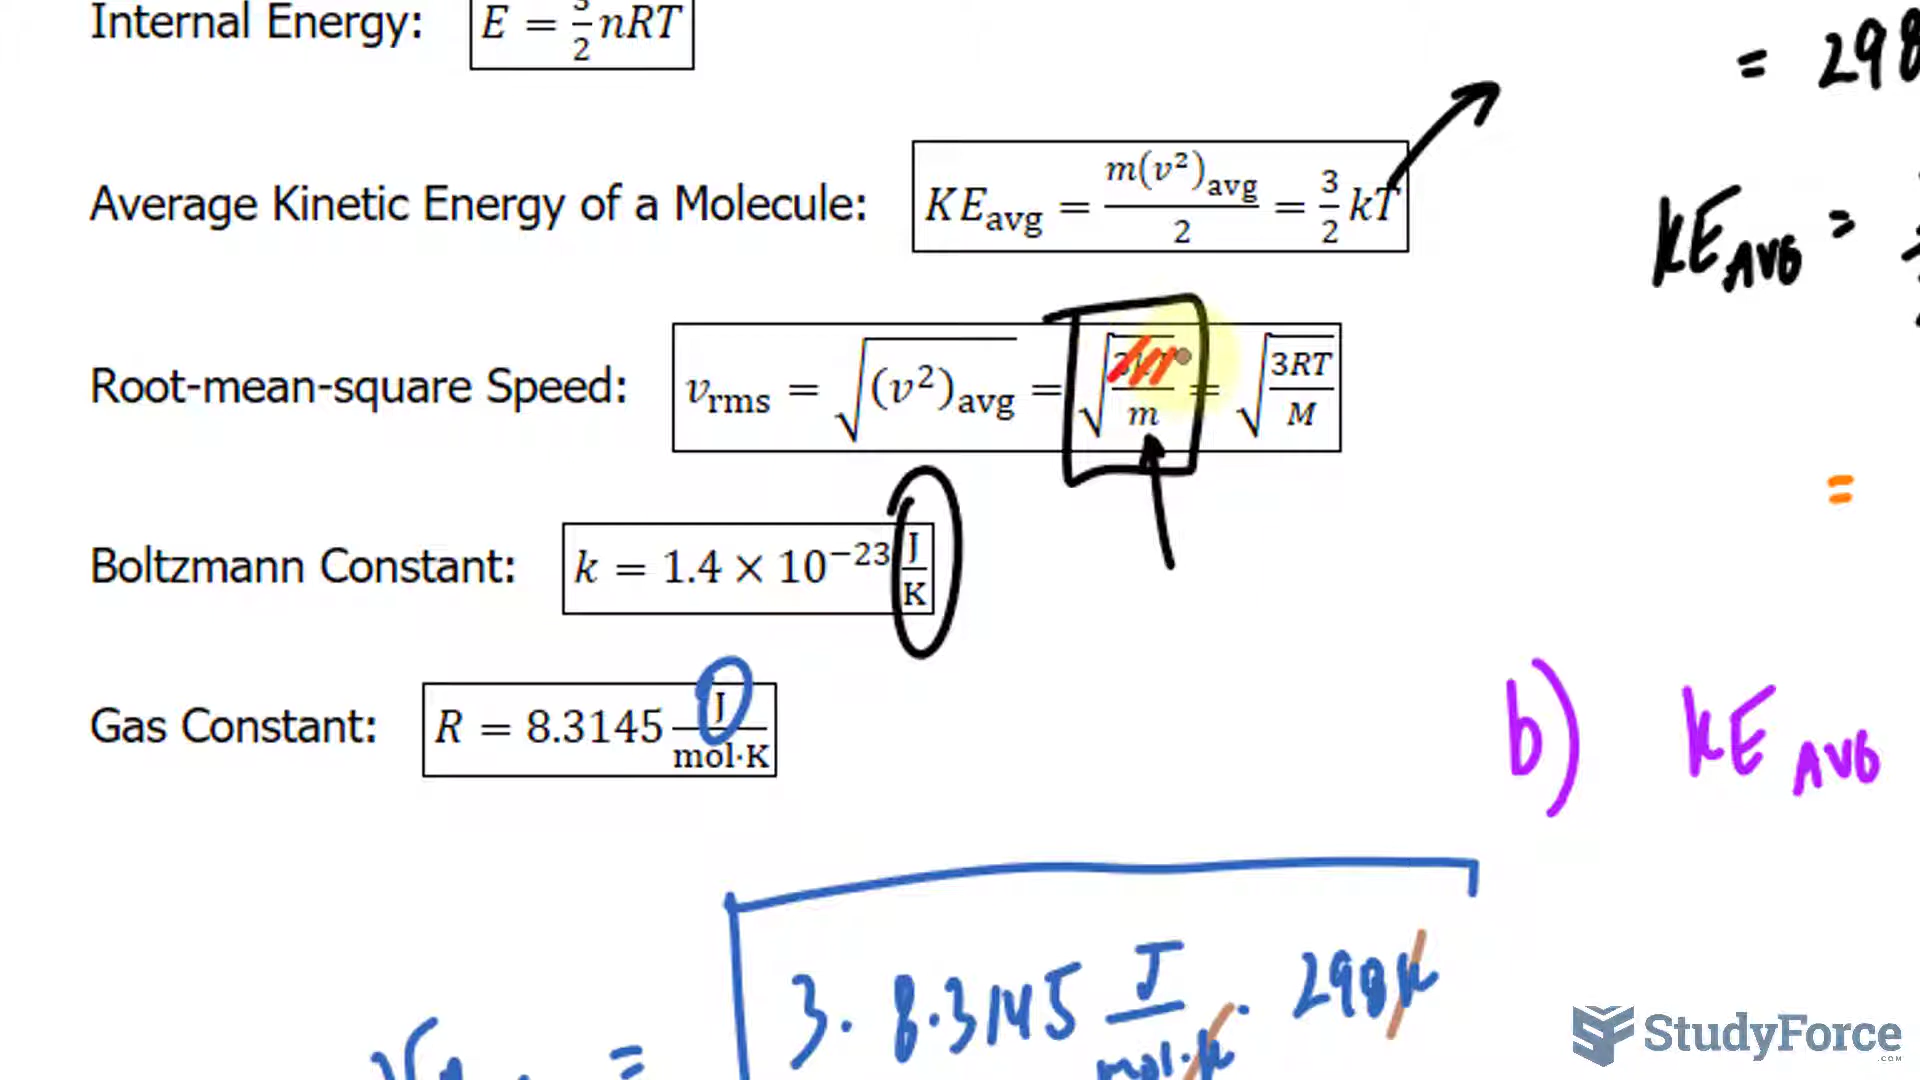 Internal Energy: E = 3/2 nRT
= 298
Average Kinetic Energy of a Molecule: KE_avg = m(v²)_avg / 2 = 3/2 kT
KE_AVG =
Root-mean-square Speed: v_rms = √(v²)_avg = √( / m) = √(3RT / M)
=
Boltzmann Constant: k = 1.4 × 10⁻²³ J/K
Gas Constant: R = 8.3145 J/mol·K
b) KE_AVG
= 3 · 8.3145 J/mol·K · 298K
StudyForce
.COM